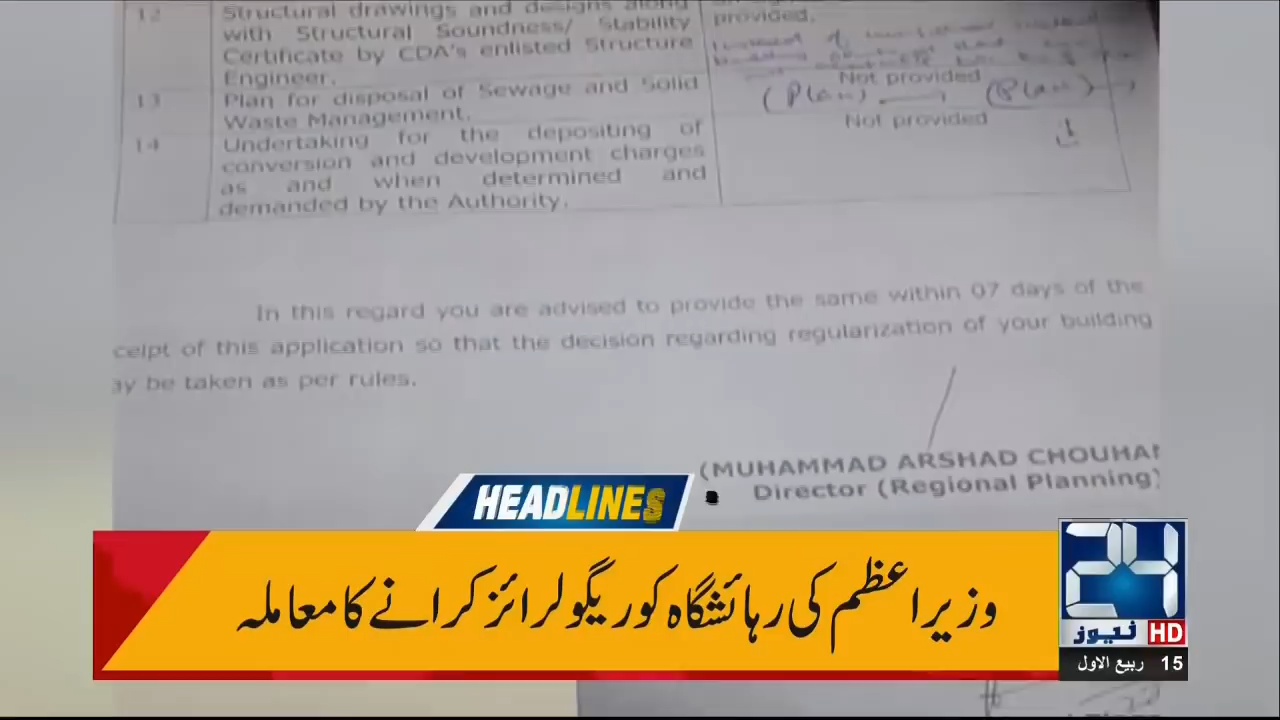 12
Structural drawings and designs along
with Structural Soundness/ Stability
Certificate by CDA's enlisted Structure
Engineer.
provided.
13
Plan for disposal of Sewage and Solid
Waste Management.
Not provided
(Plan) (Plan)
14
Undertaking for the depositing of
conversion and development charges
as and when determined and
demanded by the Authority.
Not provided
In this regard you are advised to provide the same within 07 days of the
ceipt of this application so that the decision regarding regularization of your building
ay be taken as per rules.
(MUHAMMAD ARSHAD CHOUHAN
Director (Regional Planning)
HEADLINES
وزیراعظم کی رہائشگاہ کو ریگولرائز کرانے کا معاملہ
24
نیوز HD
15 ربیع الاول